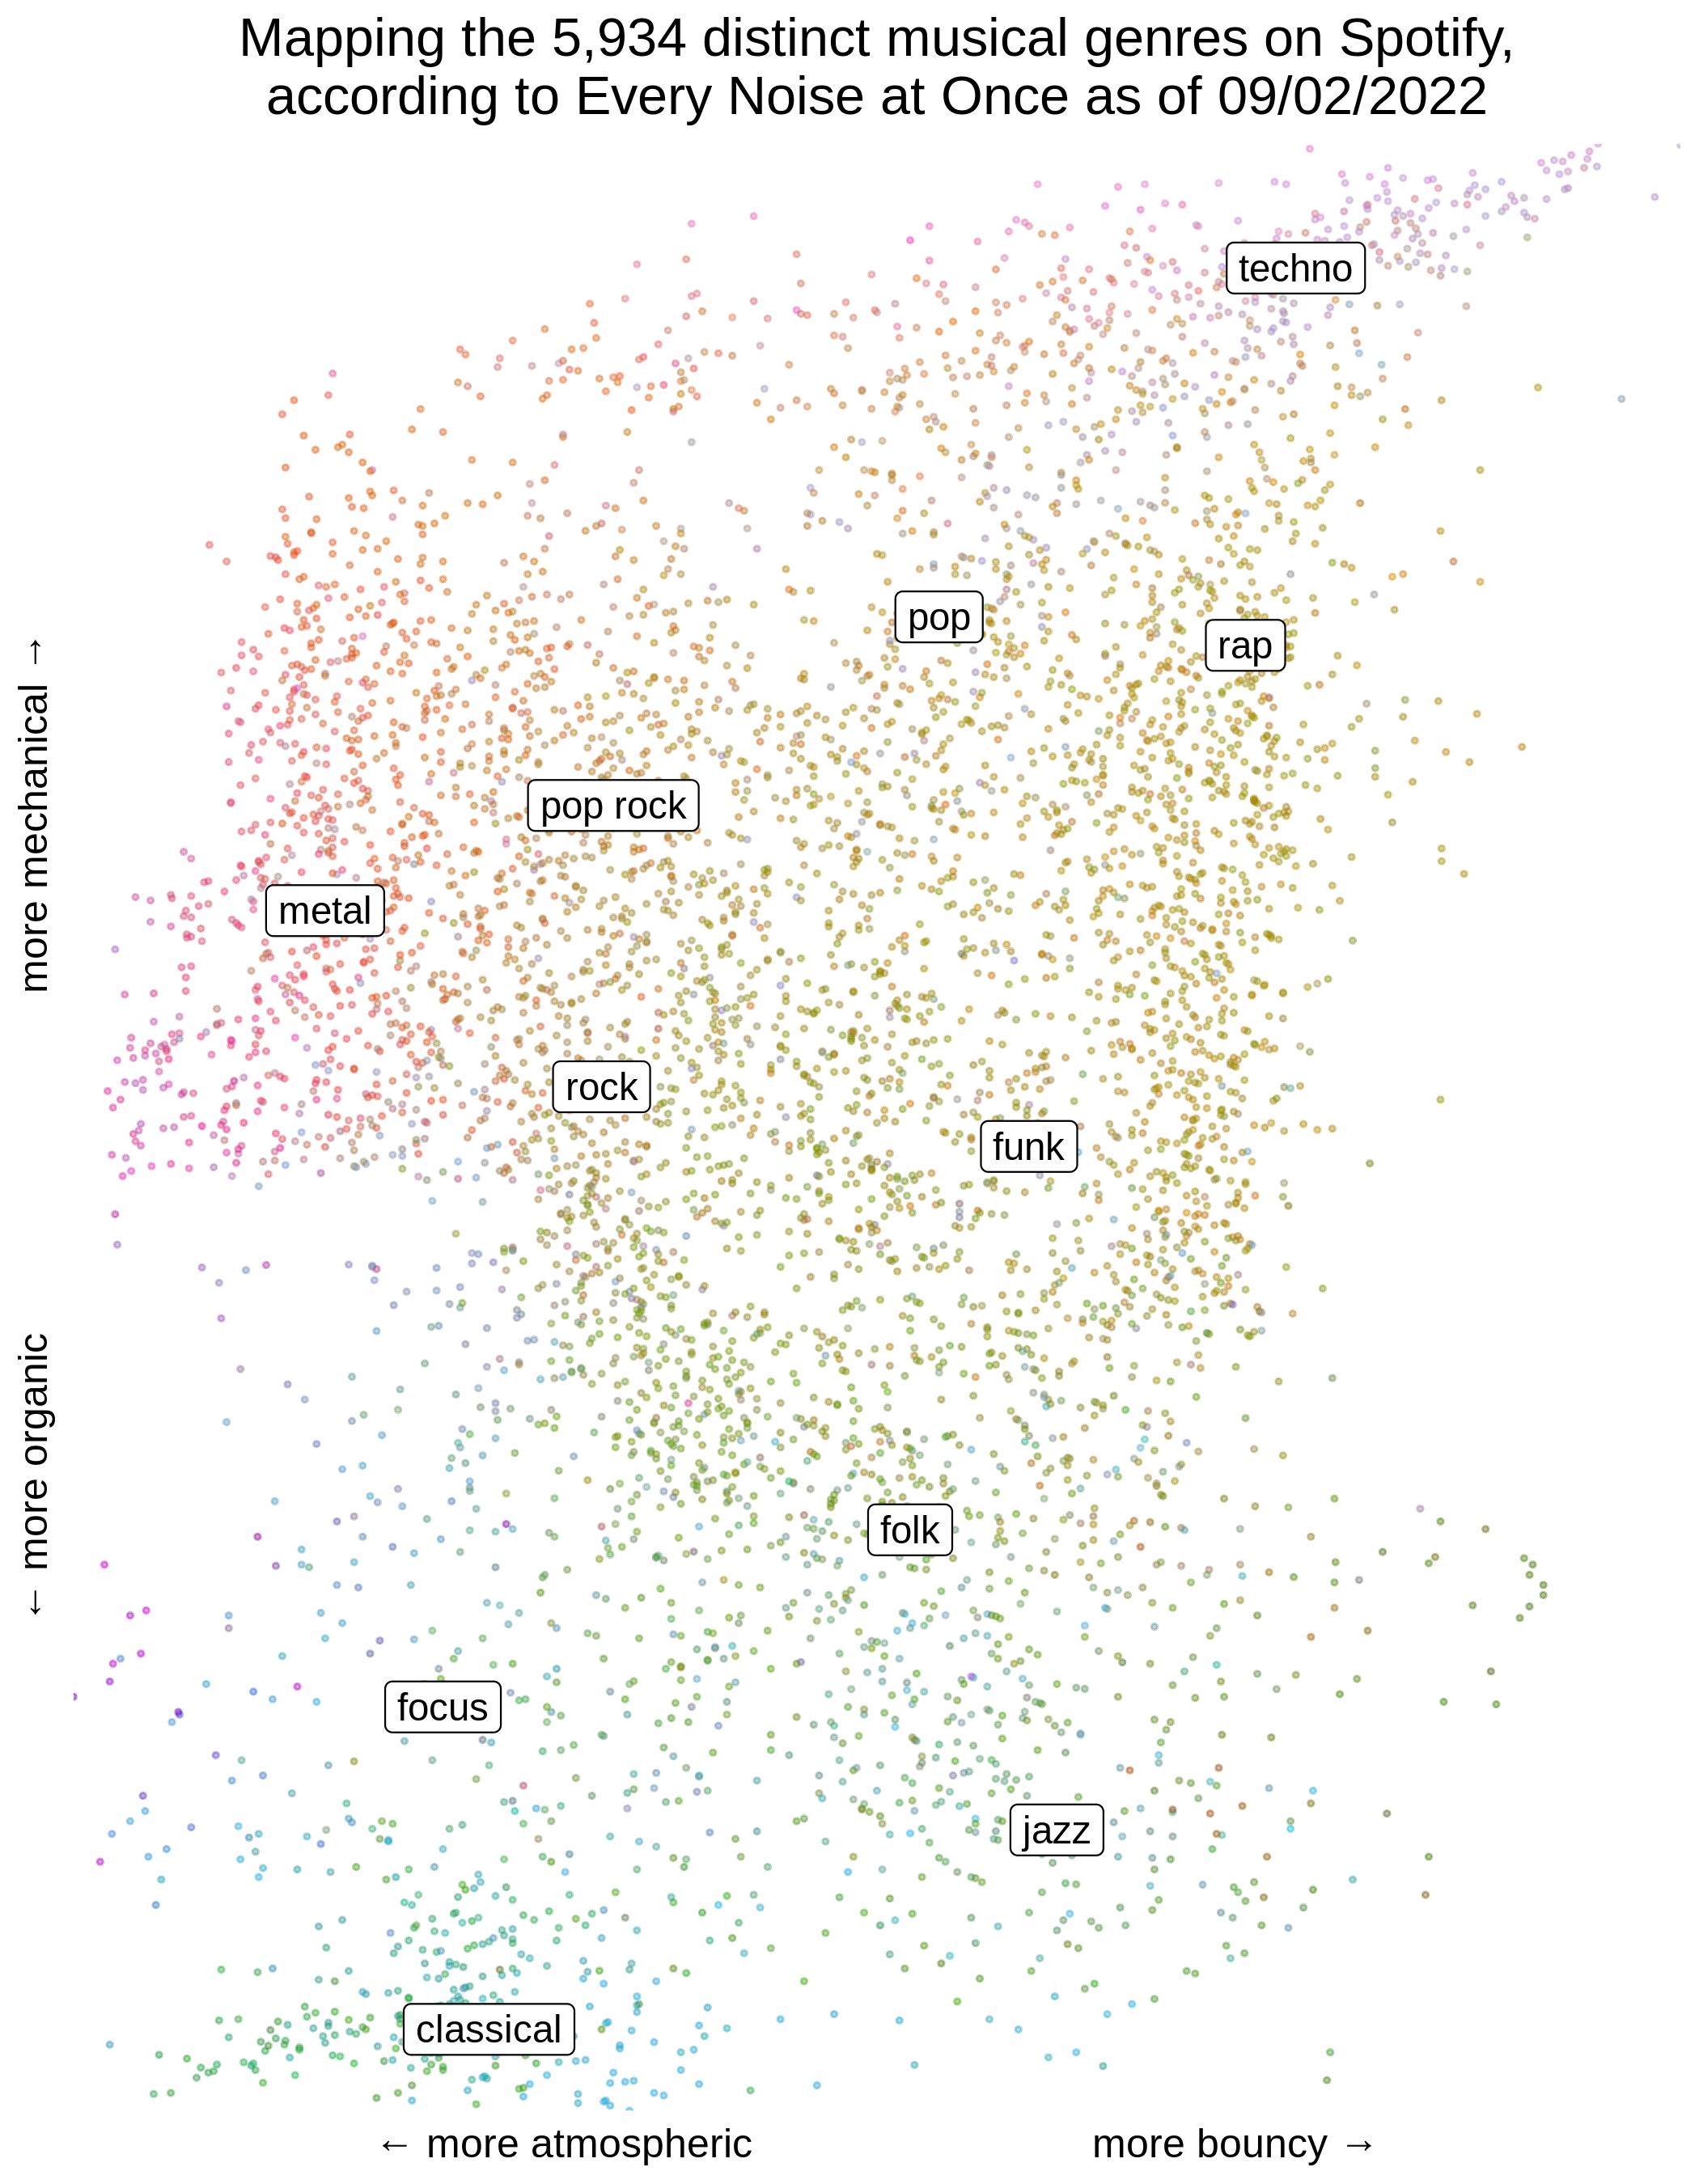 Mapping the 5,934 distinct musical genres on Spotify,
according to Every Noise at Once as of 09/02/2022
techno
pop
rap
pop rock
metal
rock
funk
folk
focus
jazz
classical
more mechanical →
← more organic
← more atmospheric
more bouncy →